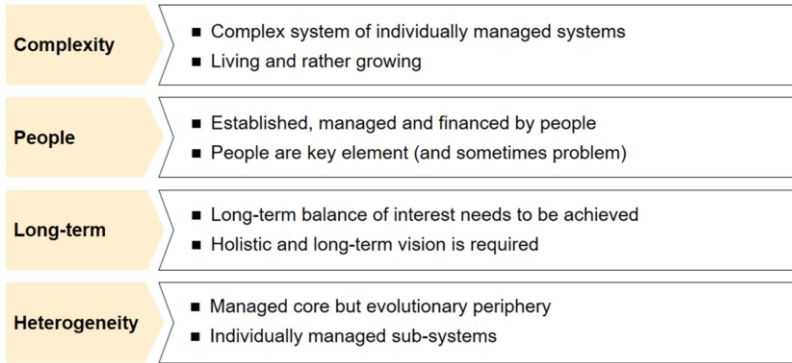 Complexity
■ Complex system of individually managed systems
■ Living and rather growing
People
■ Established, managed and financed by people
■ People are key element (and sometimes problem)
Long-term
■ Long-term balance of interest needs to be achieved
■ Holistic and long-term vision is required
Heterogeneity
■ Managed core but evolutionary periphery
■ Individually managed sub-systems